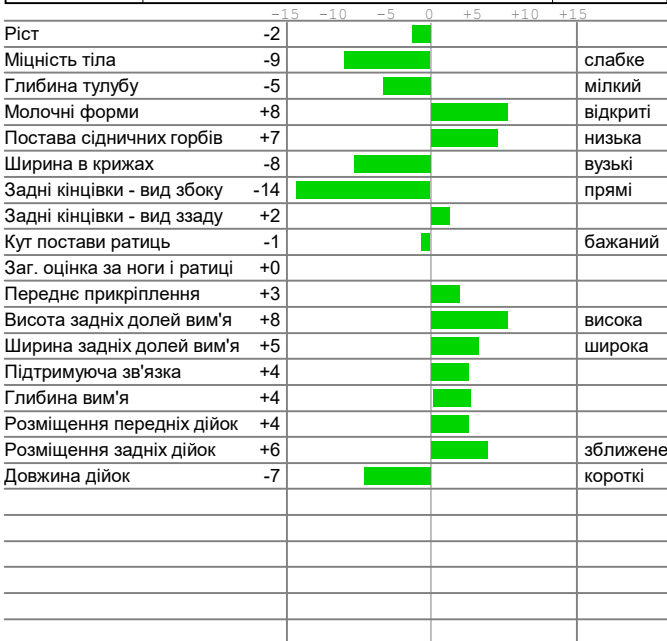 -15 -10 -5 0 +5 +10 +15
Ріст -2
Міцність тіла -9 слабке
Глибина тулубу -5 мілкий
Молочні форми +8 відкриті
Постава сідничних горбів +7 низька
Ширина в крижах -8 вузькі
Задні кінцівки - вид збоку -14 прямі
Задні кінцівки - вид ззаду +2
Кут постави ратиць -1 бажаний
Заг. оцінка за ноги і ратиці +0
Переднє прикріплення +3
Висота задніх долей вим'я +8 висока
Ширина задніх долей вим'я +5 широка
Підтримуюча зв'язка +4
Глибина вим'я +4
Розміщення передніх дійок +4
Розміщення задніх дійок +6 зближене
Довжина дійок -7 короткі